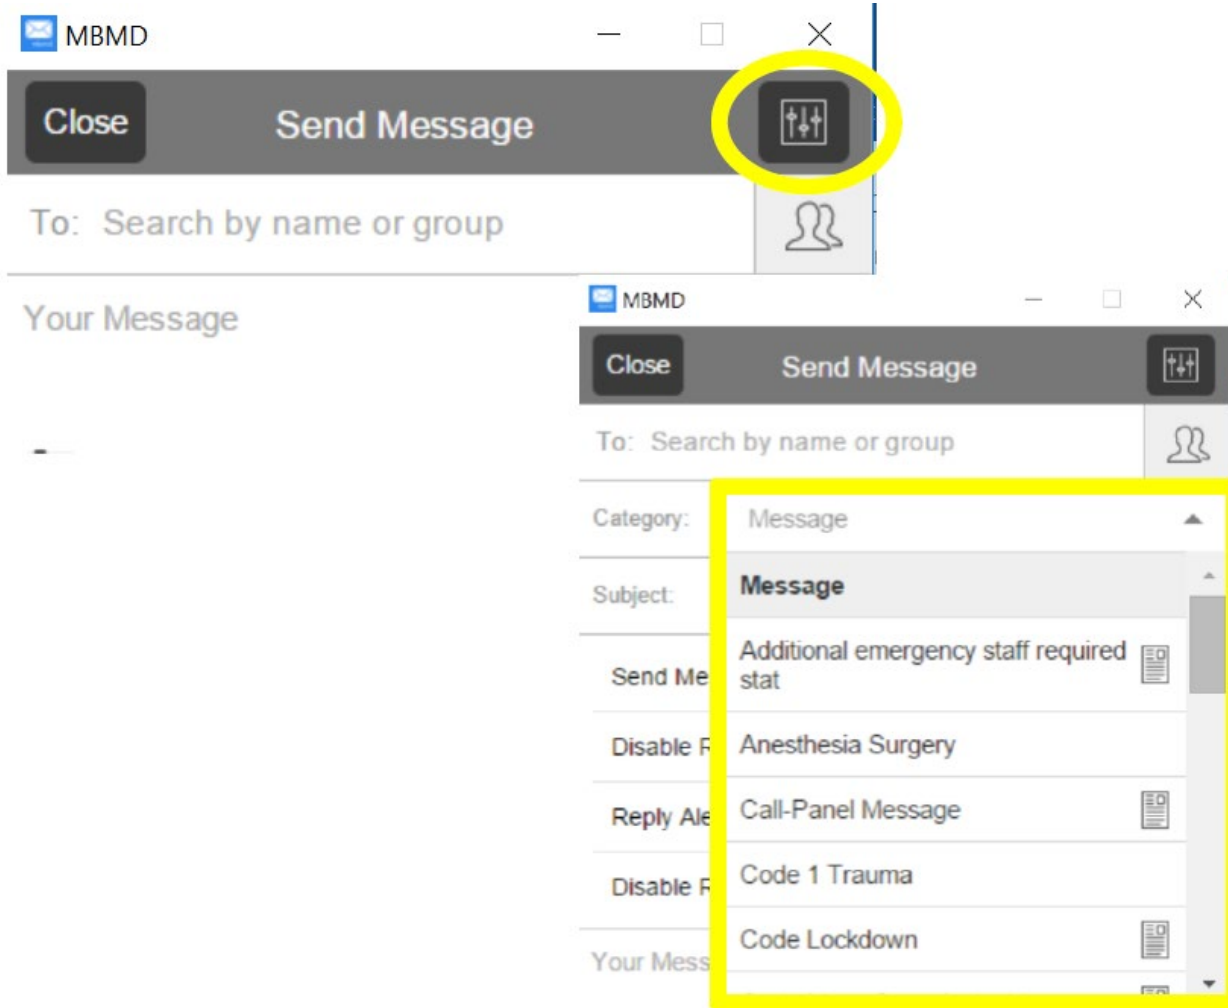 MBMD
Close Send Message
To: Search by name or group
Your Message
MBMD
Close Send Message
To: Search by name or group
Category: Message
Subject: Message
Additional emergency staff required
Send Me stat
Disable R Anesthesia Surgery
Reply Ale Call-Panel Message
Disable R Code 1 Trauma
Code Lockdown
Your Mess